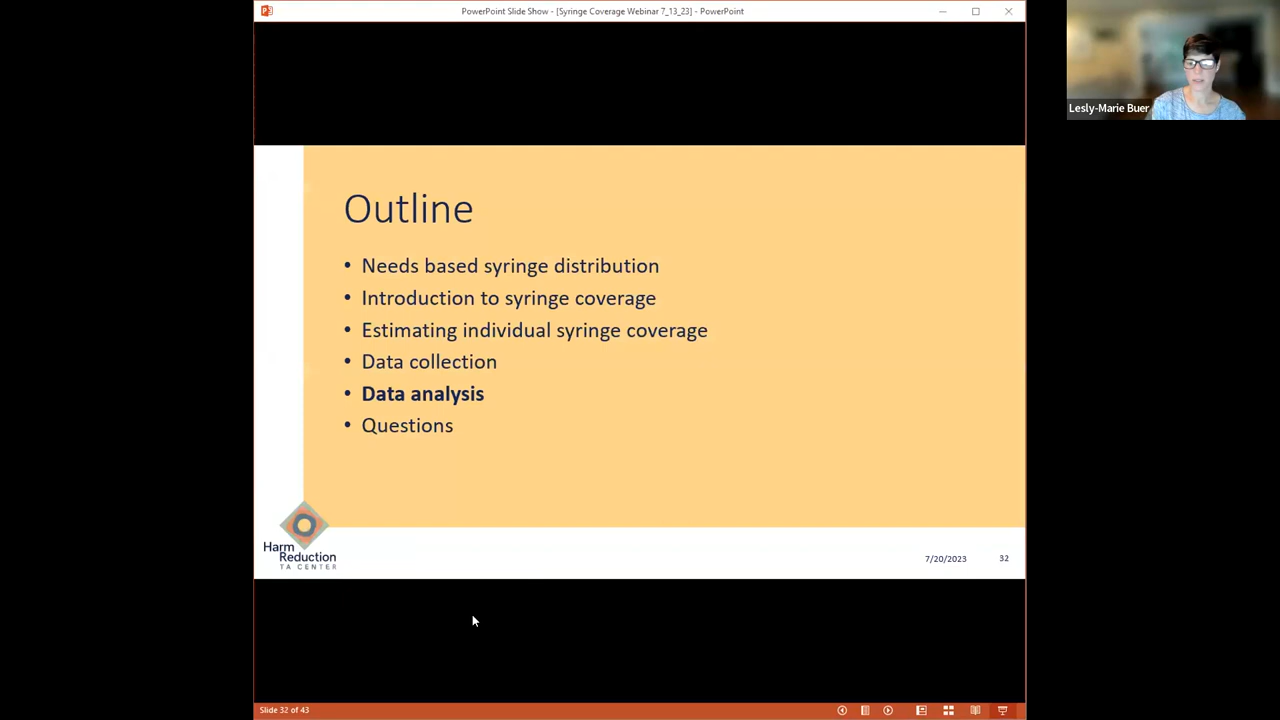 PowerPoint Slide Show - [Syringe Coverage Webinar 7_13_23] - PowerPoint
Lesly-Marie Buer
Outline
• Needs based syringe distribution
• Introduction to syringe coverage
• Estimating individual syringe coverage
• Data collection
• Data analysis
• Questions
Harm
Reduction
TA CENTER
7/20/2023
32
Slide 32 of 43